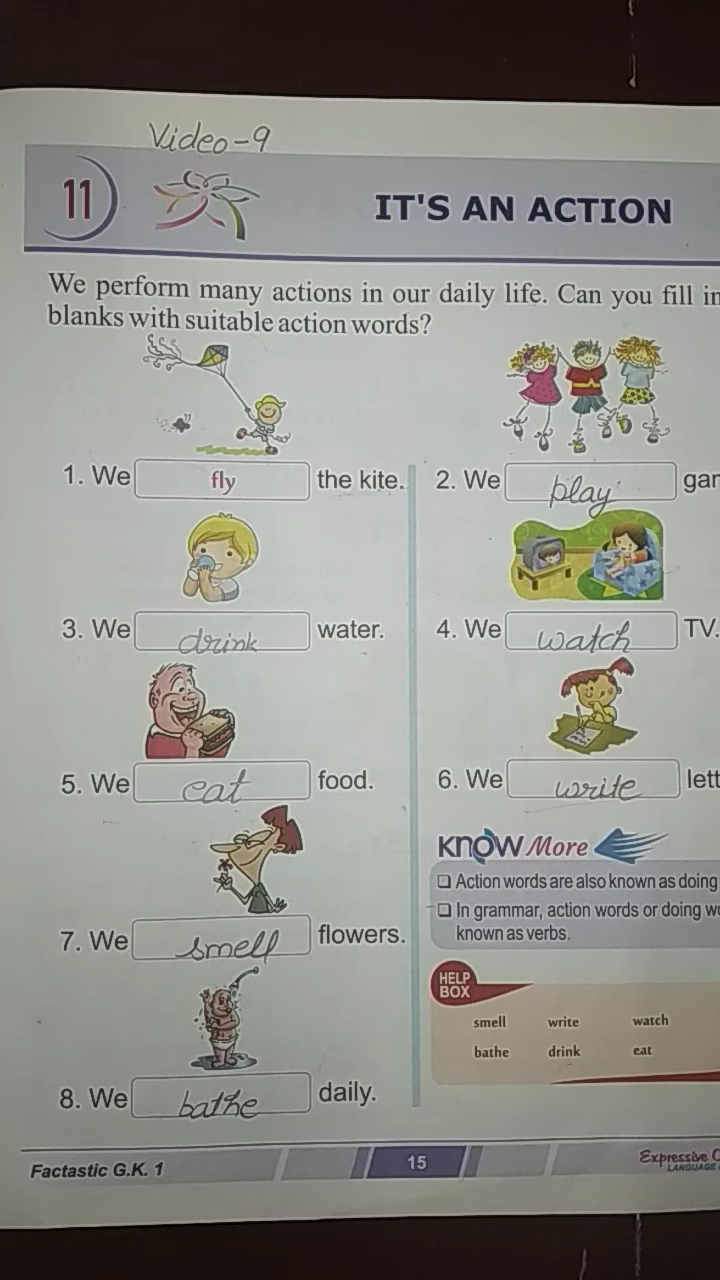 Video-9
11 IT'S AN ACTION
We perform many actions in our daily life. Can you fill in
blanks with suitable action words?
1. We fly the kite.
2. We play
3. We drink water.
4. We watch TV.
5. We eat food.
6. We write
7. We smell flowers.
8. We bathe daily.
KNOW More
Action words are also known as doing
In grammar, action words or doing
known as verbs.
HELP
BOX
smell write watch
bathe drink eat
Factastic G.K. 1
15
Expressive
LANGUAGE